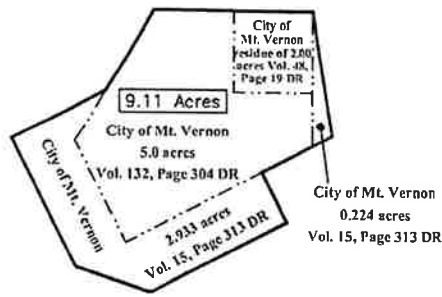 City of
Mt. Vernon
residue of 2.00
acres Vol. 48,
Page 19 DR
9.11 Acres
City of Mt. Vernon
5.0 acres
Vol. 132, Page 304 DR
City of Mt. Vernon
2.933 acres
Vol. 15, Page 313 DR
City of Mt. Vernon
0.224 acres
Vol. 15, Page 313 DR